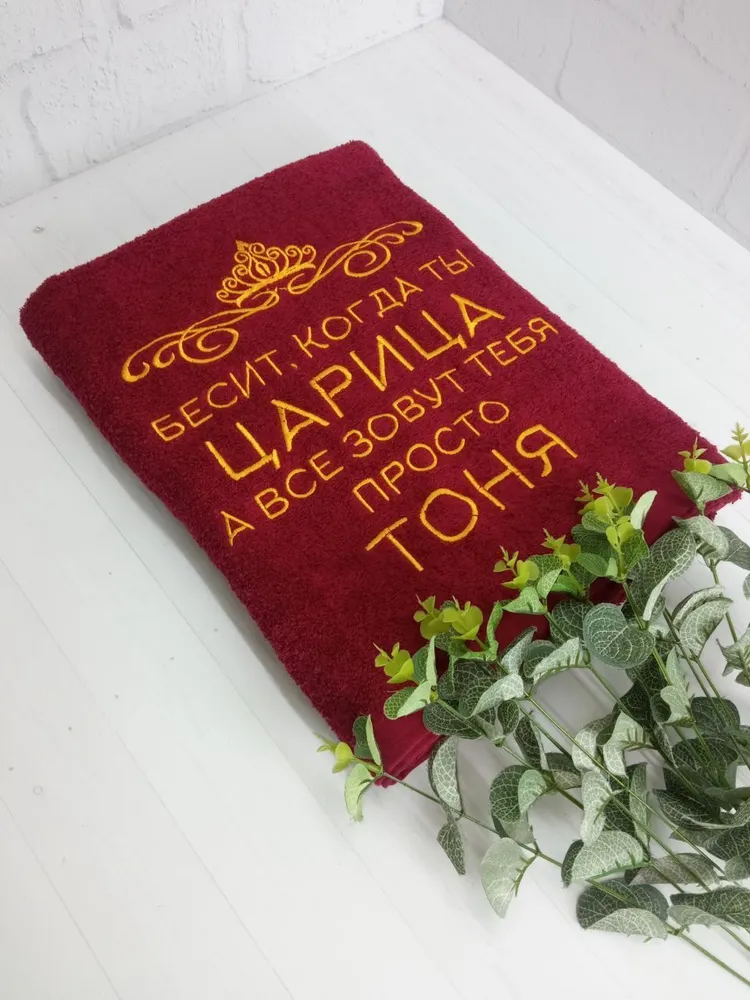 БЕСИТ, КОГДА ТЫ
ЦАРИЦА
А ВСЕ ЗОВУТ ТЕБЯ
ПРОСТО
ТОНЯ